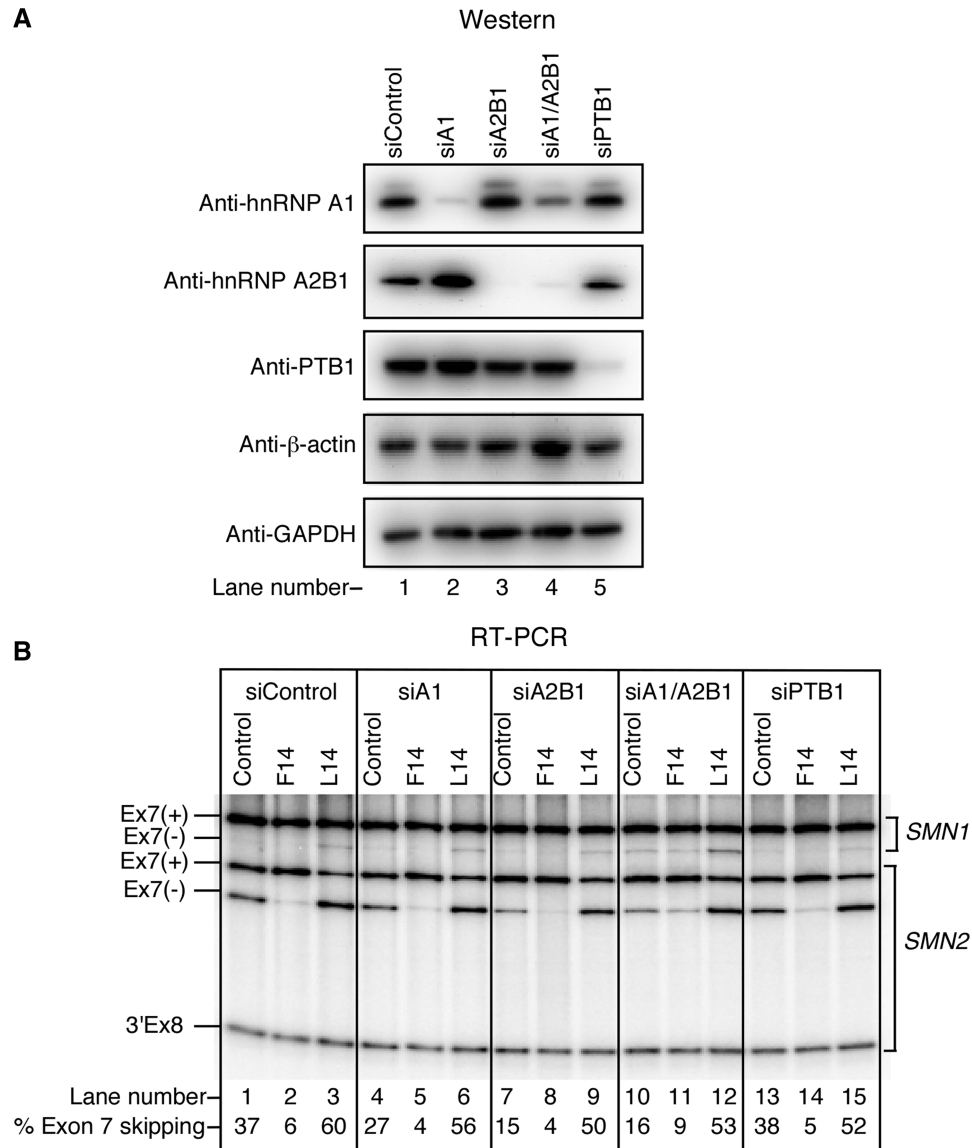 A
Western
siControl siA1 siA2B1 siA1/A2B1 siPTB1
Anti-hnRNP A1
Anti-hnRNP A2B1
Anti-PTB1
Anti-β-actin
Anti-GAPDH
Lane number– 1 2 3 4 5
B
RT-PCR
siControl siA1 siA2B1 siA1/A2B1 siPTB1
Control F14 L14 Control F14 L14 Control F14 L14 Control F14 L14 Control F14 L14
Ex7(+)
Ex7(-)
SMN1
Ex7(+)
Ex7(-)
SMN2
3'Ex8
Lane number– 1 2 3 4 5 6 7 8 9 10 11 12 13 14 15
% Exon 7 skipping 37 6 60 27 4 56 15 4 50 16 9 53 38 5 52